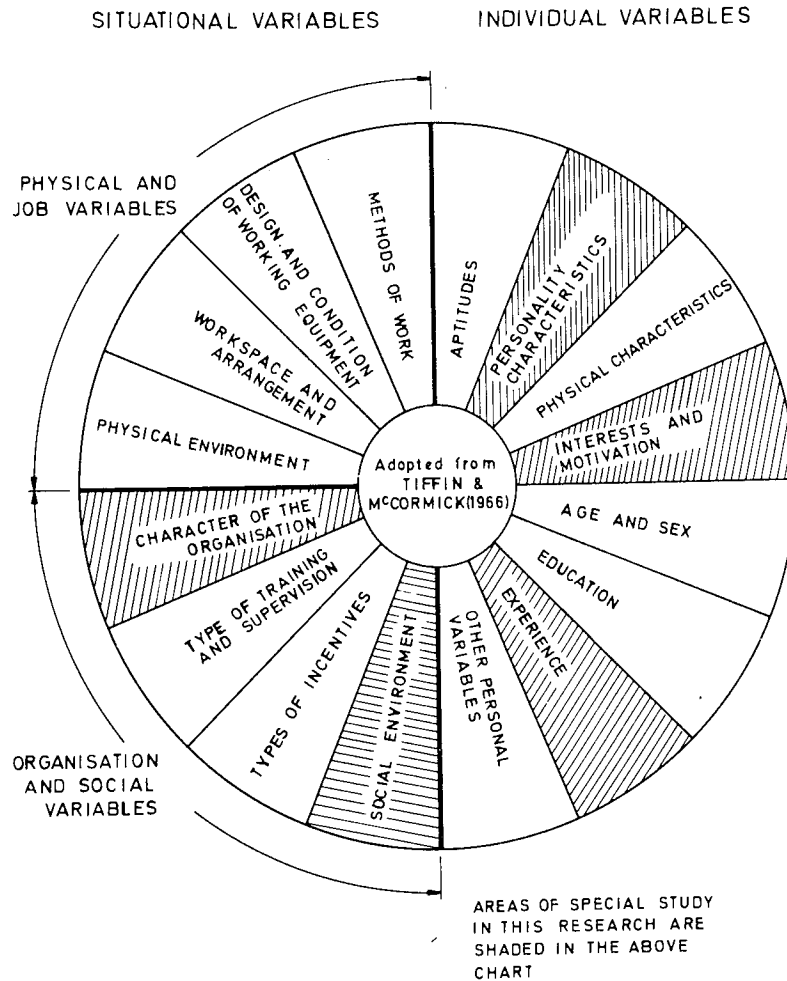 SITUATIONAL VARIABLES
INDIVIDUAL VARIABLES
PHYSICAL AND
JOB VARIABLES
METHODS OF WORK
DESIGN. AND CONDITION
OF WORKING
EQUIPMENT
WORKSPACE AND
ARRANGEMENT
PHYSICAL ENVIRONMENT
APTITUDES
PERSONALITY
CHARACTERISTICS
PHYSICAL CHARACTERISTICS
INTERESTS AND
MOTIVATION
AGE AND SEX
EDUCATION
EXPERIENCE
OTHER PERSONAL
VARIABLES
Adopted from
TIFFIN &
McCORMICK(1966)
CHARACTER OF THE
ORGANISATION
TYPE OF TRAINING
AND SUPERVISION
TYPES OF INCENTIVES
SOCIAL ENVIRONMENT
ORGANISATION
AND SOCIAL
VARIABLES
AREAS OF SPECIAL STUDY
IN THIS RESEARCH ARE
SHADED IN THE ABOVE
CHART